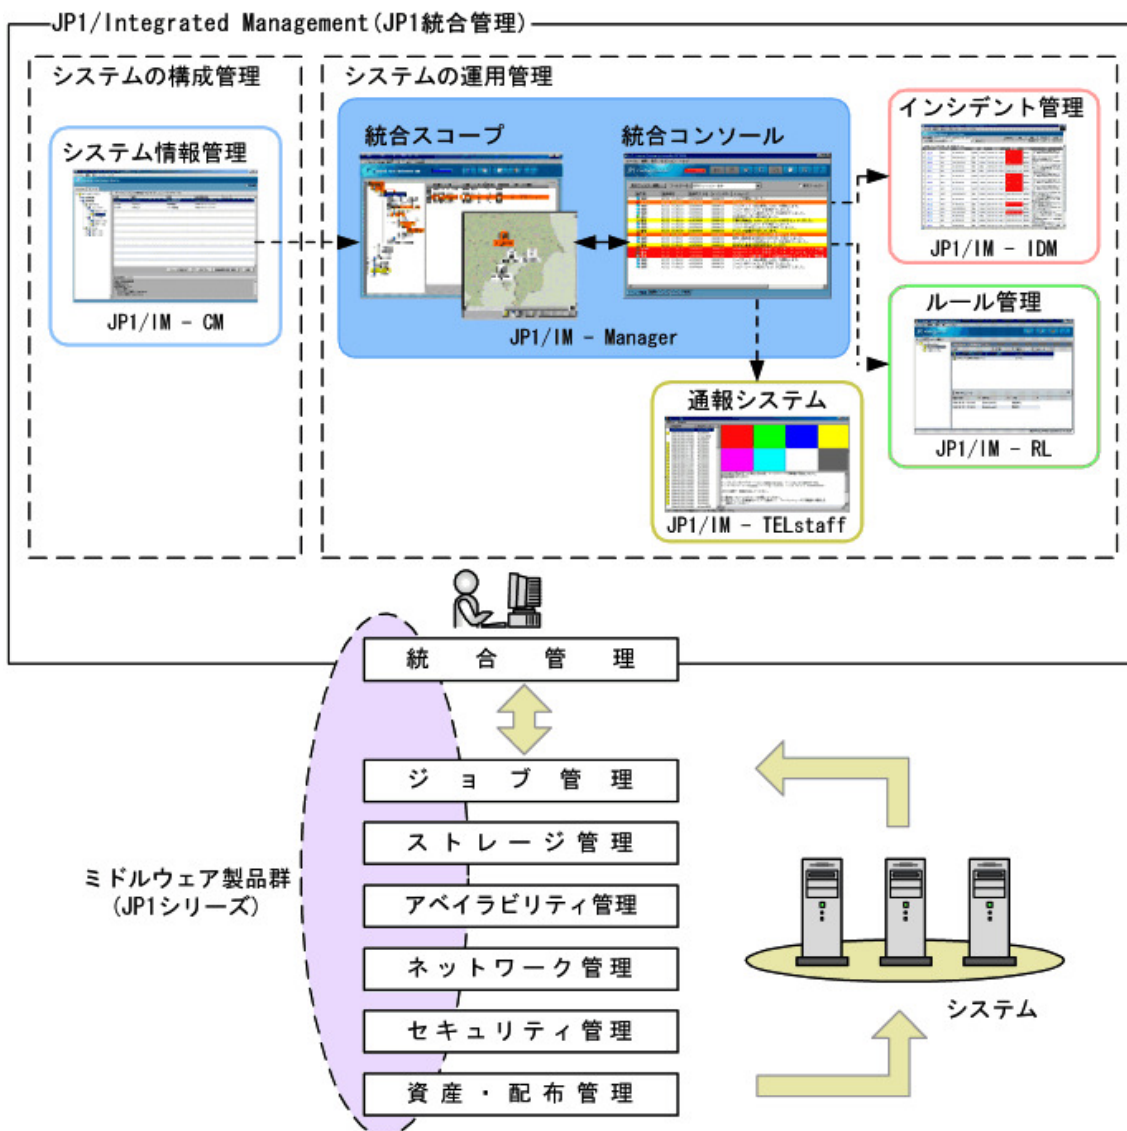 JP1/Integrated Management(JP1統合管理)
システムの構成管理
システム情報管理
JP1/IM - CM
システムの運用管理
統合スコープ
統合コンソール
JP1/IM - Manager
インシデント管理
JP1/IM - IDM
ルール管理
JP1/IM - RL
通報システム
JP1/IM - TELstaff
統合管理
ジョブ管理
ストレージ管理
アベイラビリティ管理
ネットワーク管理
セキュリティ管理
資産・配布管理
ミドルウェア製品群
(JP1シリーズ)
システム